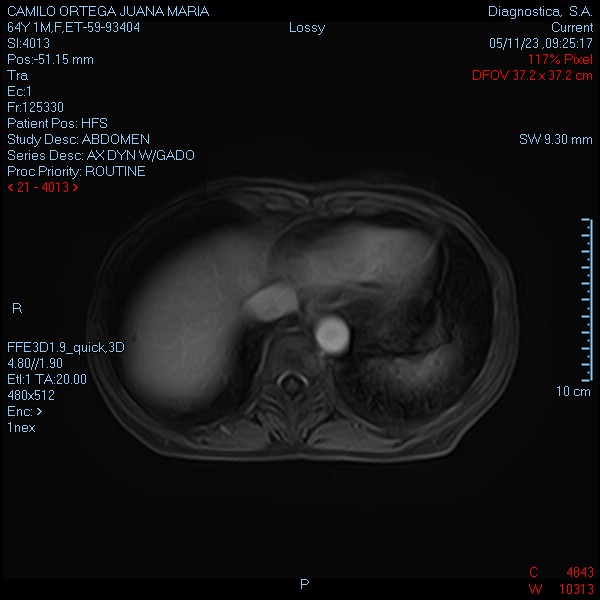 CAMILO ORTEGA JUANA MARIA
64Y 1M,F,ET-59-93404
SI:4013
Pos:-51.15 mm
Tra
Ec:1
Fr:125330
Patient Pos: HFS
Study Desc: ABDOMEN
Series Desc: AX DYN W/GADO
Proc Priority: ROUTINE
< 21 - 4013 >
Lossy
Diagnostica, S.A.
Current
05/11/23 ,09:25:17
117% Pixel
DFOV 37.2 x 37.2 cm
SW 9.30 mm
R
FFE3D1.9_quick,3D
4.80//1.90
Etl:1 TA:20.00
480x512
Enc: >
1nex
10 cm
P
C 4843
W 10313